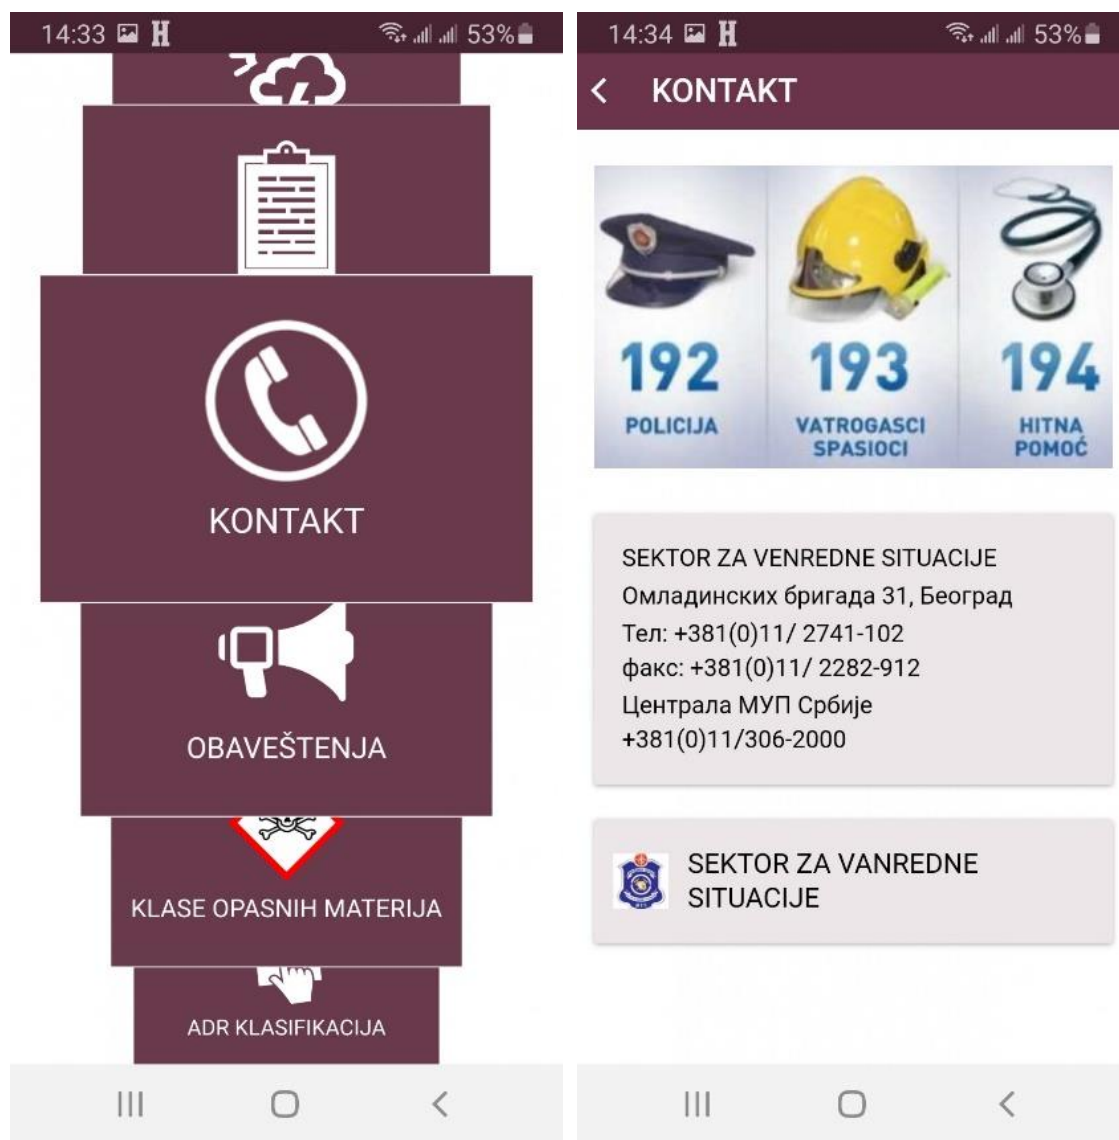 14:33 H 53%
KONTAKT
OBAVEŠTENJA
KLASE OPASNIH MATERIJA
ADR KLASIFIKACIJA
14:34 H 53%
KONTAKT
192
POLICIJA
193
VATROGASCI
SPASIOCI
194
HITNA
POMOĆ
SEKTOR ZA VENREDNE SITUACIJE
Омладинских бригада 31, Београд
Тел: +381(0)11/ 2741-102
факс: +381(0)11/ 2282-912
Централа МУП Србије
+381(0)11/306-2000
SEKTOR ZA VANREDNE
SITUACIJE